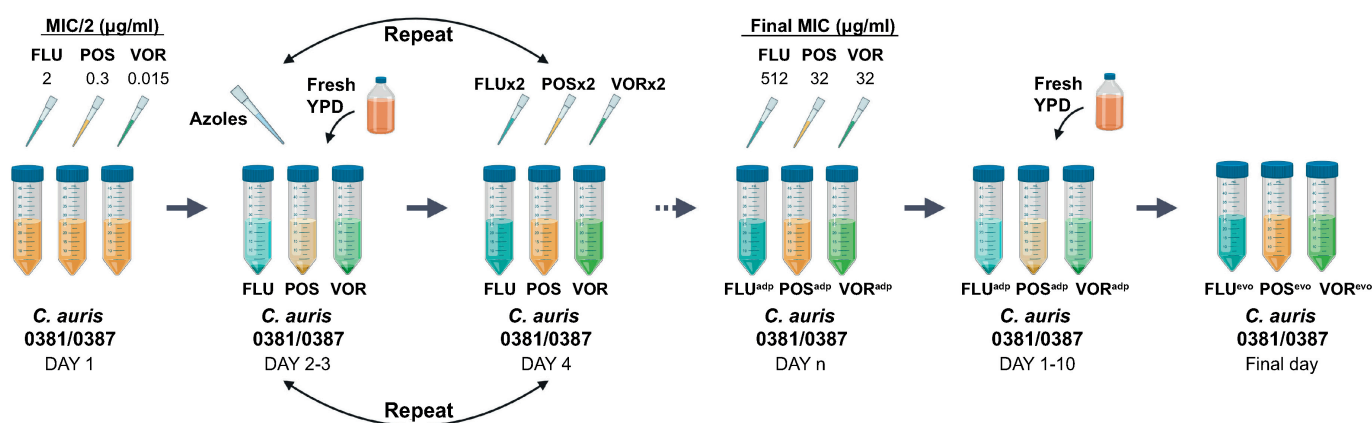 MIC/2 (µg/ml)
FLU POS VOR
2 0.3 0.015
C. auris
0381/0387
DAY 1
Repeat
Azoles
Fresh
YPD
FLU POS VOR
C. auris
0381/0387
DAY 2-3
FLUx2 POSx2 VORx2
FLU POS VOR
C. auris
0381/0387
DAY 4
Repeat
Final MIC (µg/ml)
FLU POS VOR
512 32 32
FLUadp POSadp VORadp
C. auris
0381/0387
DAY n
Fresh
YPD
FLUadp POSadp VORadp
C. auris
0381/0387
DAY 1-10
FLUevo POSevo VORevo
C. auris
0381/0387
Final day